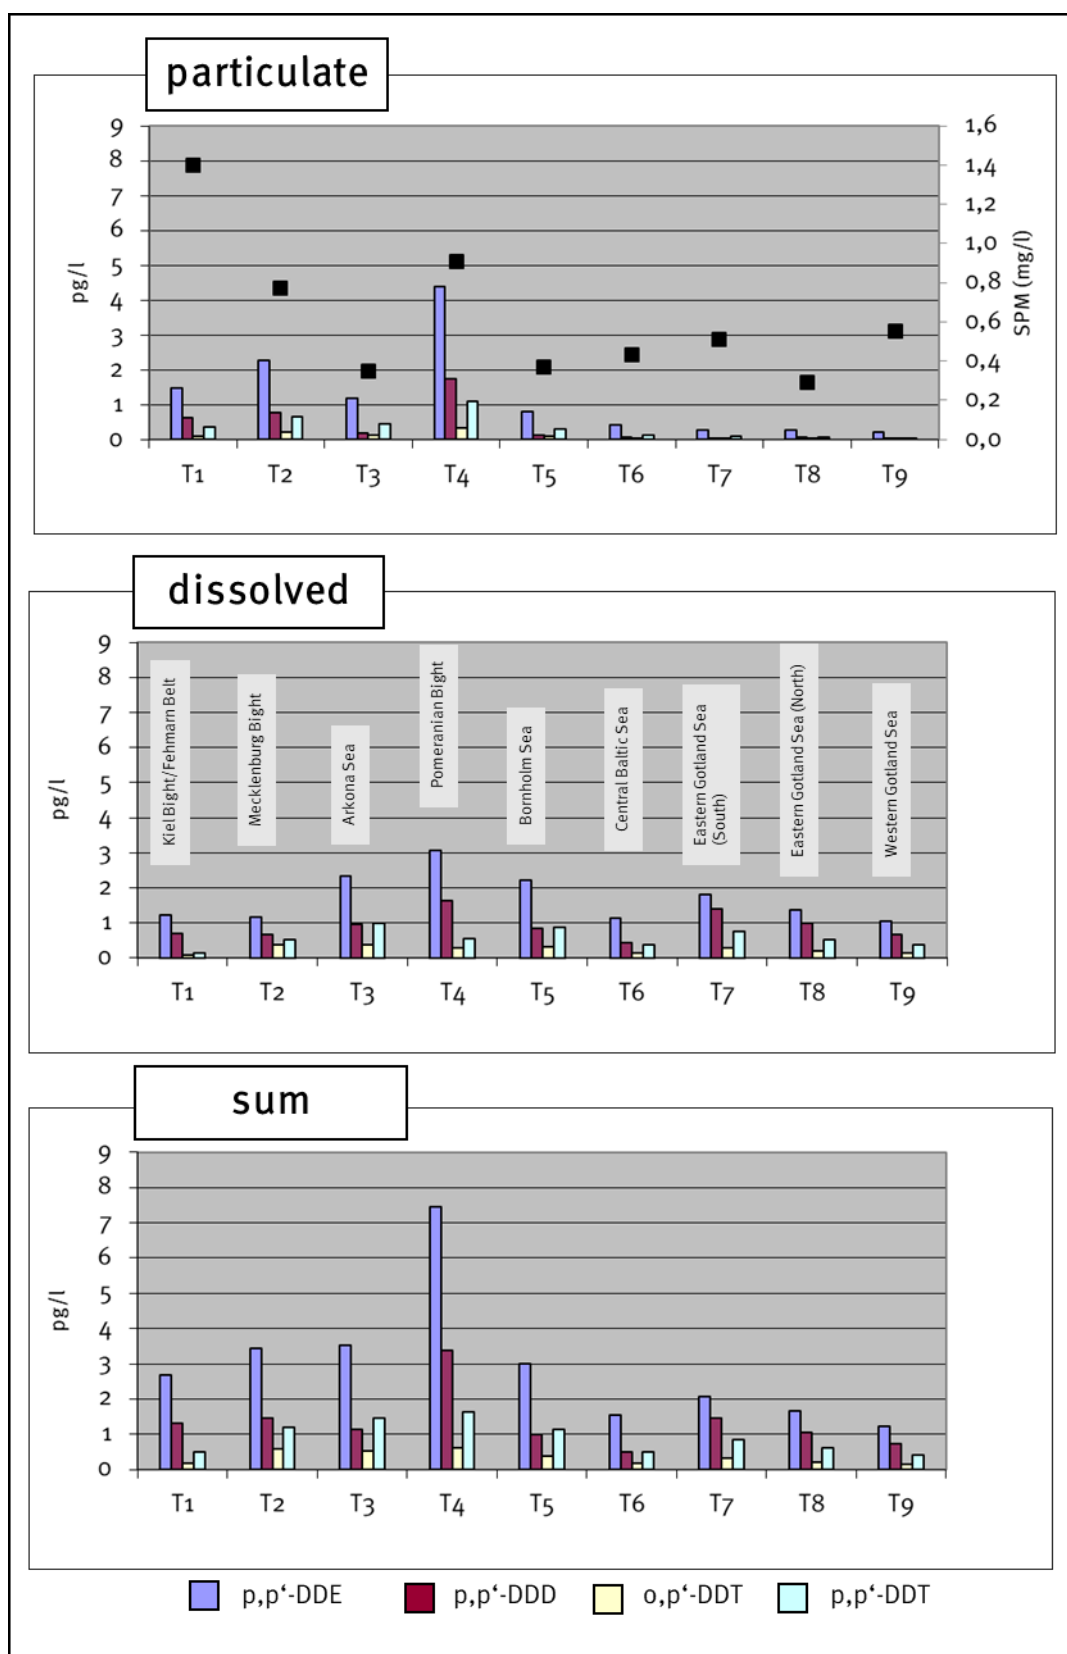 particulate
9
8
7
6
5
4
3
2
1
0
pg/l
1,6
1,4
1,2
1,0
0,8
0,6
0,4
0,2
0,0
SPM (mg/l)
T1 T2 T3 T4 T5 T6 T7 T8 T9
dissolved
9
8
7
6
5
4
3
2
1
0
pg/l
Kiel Bight/Fehmarn Belt
Mecklenburg Bight
Arkona Sea
Pomeranian Bight
Bornholm Sea
Central Baltic Sea
Eastern Gotland Sea
(South)
Eastern Gotland Sea (North)
Western Gotland Sea
T1 T2 T3 T4 T5 T6 T7 T8 T9
sum
9
8
7
6
5
4
3
2
1
0
pg/l
T1 T2 T3 T4 T5 T6 T7 T8 T9
p,p‘-DDE p,p‘-DDD o,p‘-DDT p,p‘-DDT